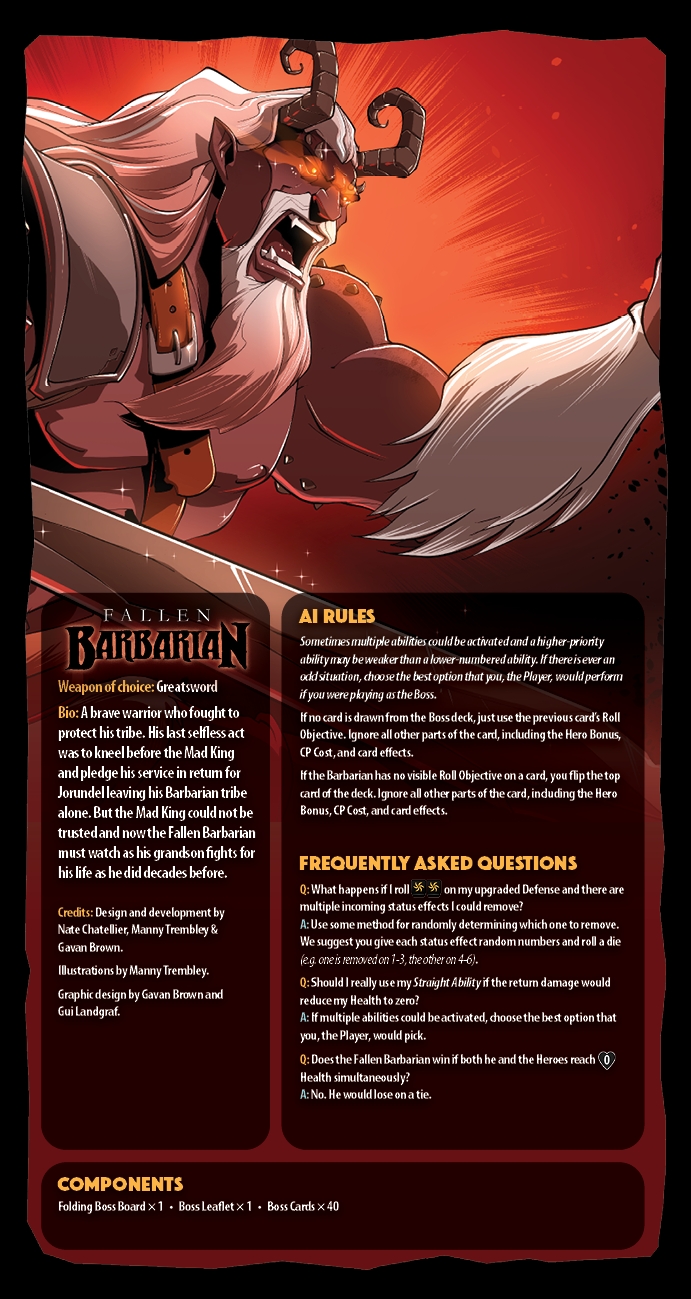 FALLEN
BARBARIAN
Weapon of choice: Greatsword
Bio: A brave warrior who fought to
protect his tribe. His last selfless act
was to kneel before the Mad King
and pledge his service in return for
Jorundel leaving his Barbarian tribe
alone. But the Mad King could not be
trusted and now the Fallen Barbarian
must watch as his grandson fights for
his life as he did decades before.
Credits: Design and development by
Nate Chatellier, Manny Trembley &
Gavan Brown.
Illustrations by Manny Trembley.
Graphic design by Gavan Brown and
Gui Landgraf.
AI RULES
Sometimes multiple abilities could be activated and a higher-priority
ability may be weaker than a lower-numbered ability. If there is ever an
odd situation, choose the best option that you, the Player, would perform
if you were playing as the Boss.
If no card is drawn from the Boss deck, just use the previous card's Roll
Objective. Ignore all other parts of the card, including the Hero Bonus,
CP Cost, and card effects.
If the Barbarian has no visible Roll Objective on a card, you flip the top
card of the deck. Ignore all other parts of the card, including the Hero
Bonus, CP Cost, and card effects.
FREQUENTLY ASKED QUESTIONS
Q: What happens if I roll on my upgraded Defense and there are
multiple incoming status effects I could remove?
A: Use some method for randomly determining which one to remove.
We suggest you give each status effect random numbers and roll a die
(e.g. one is removed on 1-3, the other on 4-6).
Q: Should I really use my Straight Ability if the return damage would
reduce my Health to zero?
A: If multiple abilities could be activated, choose the best option that
you, the Player, would pick.
Q: Does the Fallen Barbarian win if both he and the Heroes reach 0
Health simultaneously?
A: No. He would lose on a tie.
COMPONENTS
Folding Boss Board × 1 • Boss Leaflet × 1 • Boss Cards × 40